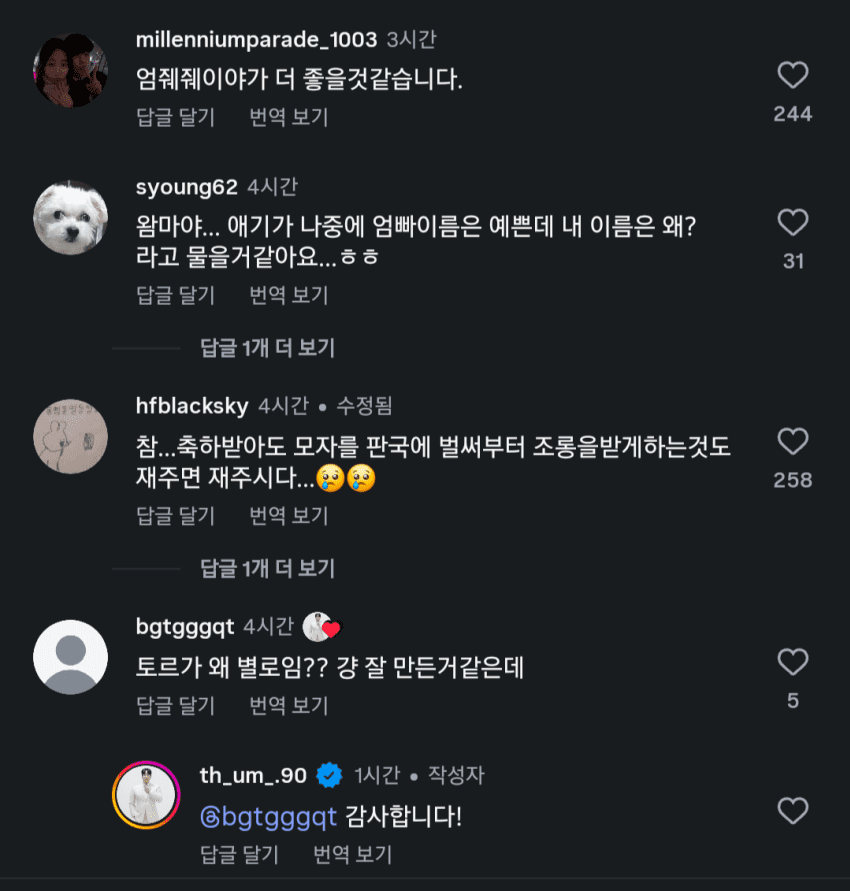 millenniumparade_1003 3시간
엄줴줴이야가 더 좋을것같습니다.
244
답글 달기 번역 보기
syoung62 4시간
왐마야... 애기가 나중에 엄빠이름은 예쁜데 내 이름은 왜?
라고 물을거같아요...ㅎㅎ
31
답글 달기 번역 보기
답글 1개 더 보기
hfblacksky 4시간 • 수정됨
참...축하받아도 모자를 판국에 벌써부터 조롱을받게하는것도
재주면 재주시다...😢😢
258
답글 달기 번역 보기
답글 1개 더 보기
bgtgggqt 4시간
토르가 왜 별로임?? 걍 잘 만든거같은데
5
답글 달기 번역 보기
th_um_.90 1시간 • 작성자
@bgtgggqt 감사합니다!
답글 달기 번역 보기